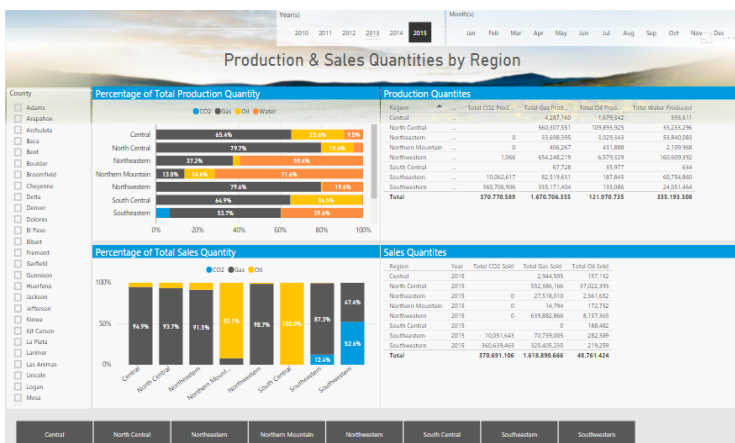 Year(s)
Month(s)
2010 2011 2012 2013 2014 2015
Jan Feb Mar Apr May Jun Jul Aug Sep Oct Nov Dec
Production & Sales Quantities by Region
County
Adams
Arapahoe
Archuleta
Baca
Bent
Boulder
Broomfield
Cheyenne
Delta
Denver
Dolores
El Paso
Elbert
Fremont
Garfield
Gunnison
Huerfano
Jackson
Jefferson
Kiowa
Kit Carson
La Plata
Larimer
Las Animas
Lincoln
Logan
Mesa
Percentage of Total Production Quantity
CO2 Gas Oil Water
Central 65.4% 25.6% 9.0%
North Central 79.7% 15.6%
Northeastern 37.2% 59.4%
Northern Mountain 13.8% 14.6% 71.6%
Northwestern 79.6% 19.6%
South Central 64.9% 34.5%
Southeastern 53.7% 39.6%
0% 20% 40% 60% 80% 100%
Production Quantites
Region ... Total CO2 Prod... Total Gas Prod... Total Oil Prod... Total Water Produced
Central ... 4,287,160 1,679,342 593,611
North Central ... 560,307,551 109,893,925 33,233,296
Northeastern ... 0 33,698,395 3,029,343 53,840,083
Northern Mountain ... 0 406,267 431,888 2,109,968
Northwestern ... 1,066 654,248,219 6,579,329 160,609,392
South Central ... 67,728 35,977 634
Southeastern ... 10,062,617 82,519,631 187,845 60,754,860
Southwestern ... 360,706,906 335,171,404 133,086 24,051,464
Total 370.770.589 1.670.706.355 121.970.735 335.193.308
Percentage of Total Sales Quantity
CO2 Gas Oil
100%
50%
0%
94.9% 93.7% 91.5% 92.1% 98.7% 100.0% 87.3% 12.4% 47.4% 52.6%
Central North Central Northeastern Northern Mount... Northwestern South Central Southeastern Southwestern
Sales Quantites
Region Year Total CO2 Sold Total Gas Sold Total Oil Sold
Central 2015 2,944,595 157,132
North Central 2015 552,386,166 37,022,393
Northeastern 2015 0 27,518,010 2,561,652
Northern Mountain 2015 0 14,794 172,752
Northwestern 2015 0 639,882,866 8,157,365
South Central 2015 0 188,482
Southeastern 2015 10,051,643 70,739,005 282,389
Southwestern 2015 360,639,463 325,405,230 219,259
Total 370.691.106 1.618.890.666 48.761.424
Central North Central Northeastern Northern Mountain Northwestern South Central Southeastern Southwestern